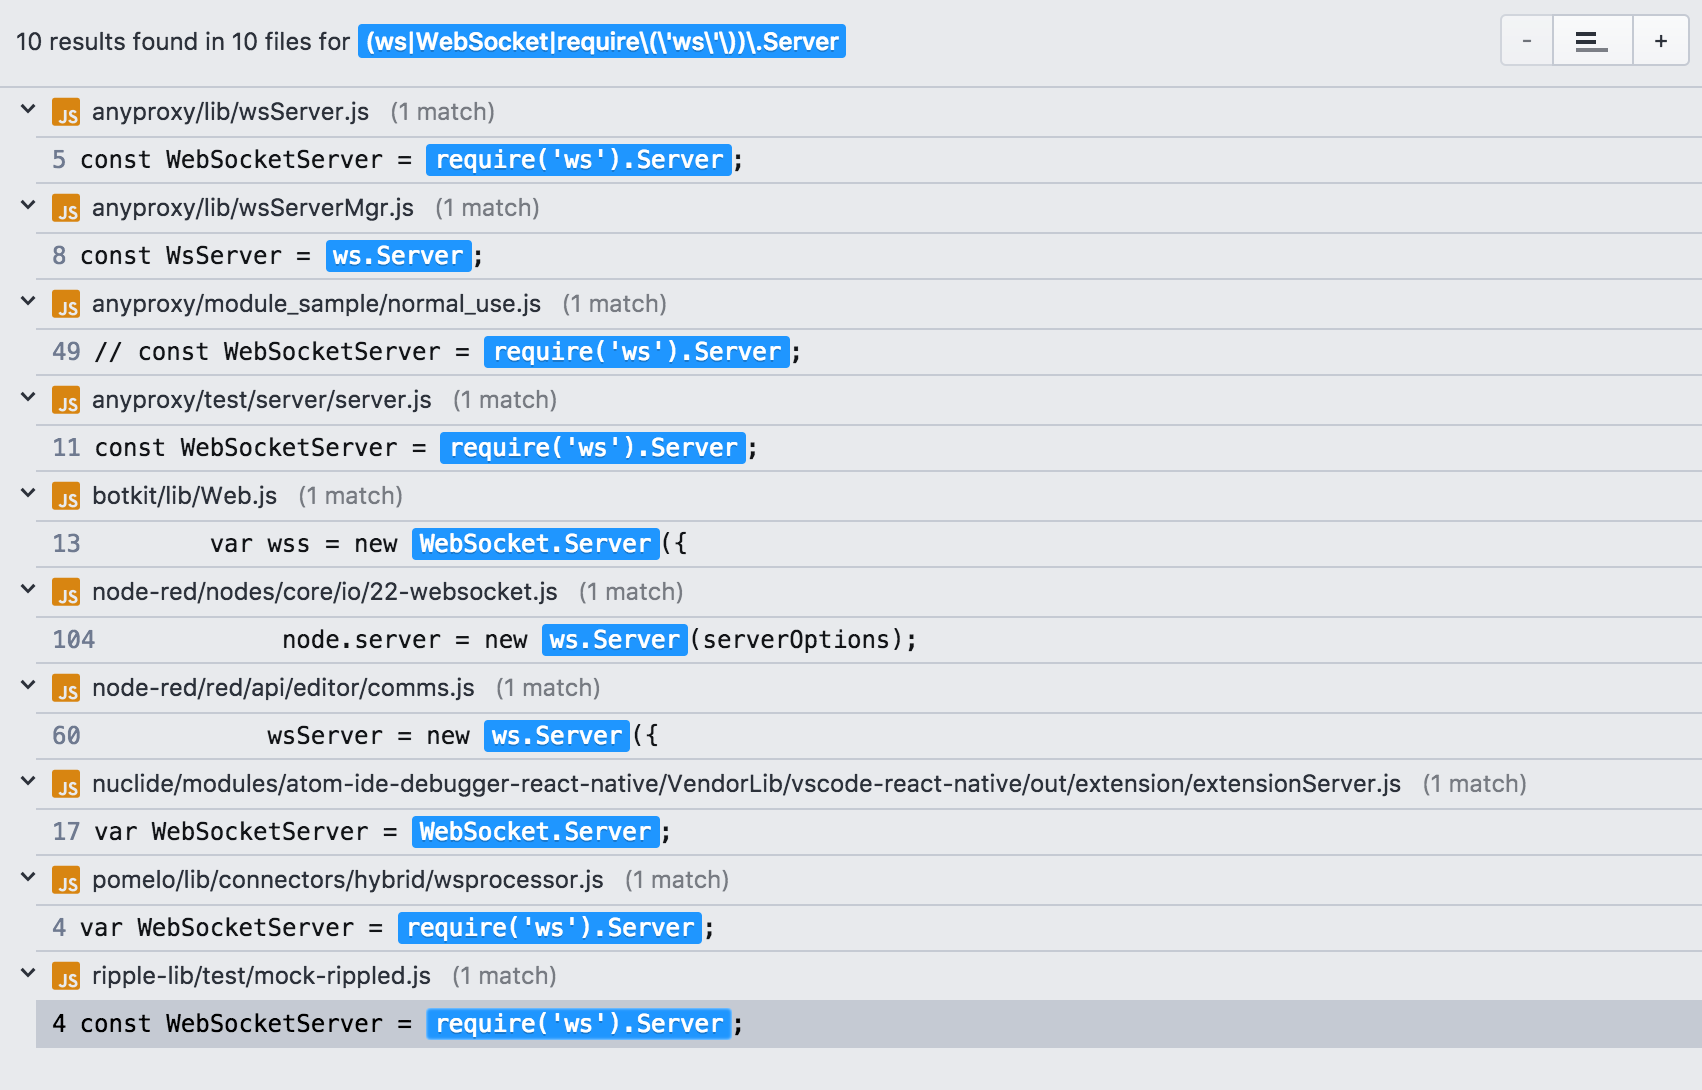 10 results found in 10 files for (ws|WebSocket|require\(\'ws\'\))\.Server
- +
JS anyproxy/lib/wsServer.js (1 match)
5 const WebSocketServer = require('ws').Server;
JS anyproxy/lib/wsServerMgr.js (1 match)
8 const WsServer = ws.Server;
JS anyproxy/module_sample/normal_use.js (1 match)
49 // const WebSocketServer = require('ws').Server;
JS anyproxy/test/server/server.js (1 match)
11 const WebSocketServer = require('ws').Server;
JS botkit/lib/Web.js (1 match)
13 var wss = new WebSocket.Server({
JS node-red/nodes/core/io/22-websocket.js (1 match)
104 node.server = new ws.Server(serverOptions);
JS node-red/red/api/editor/comms.js (1 match)
60 wsServer = new ws.Server({
JS nuclide/modules/atom-ide-debugger-react-native/VendorLib/vscode-react-native/out/extension/extensionServer.js (1 match)
17 var WebSocketServer = WebSocket.Server;
JS pomelo/lib/connectors/hybrid/wsprocessor.js (1 match)
4 var WebSocketServer = require('ws').Server;
JS ripple-lib/test/mock-rippled.js (1 match)
4 const WebSocketServer = require('ws').Server;